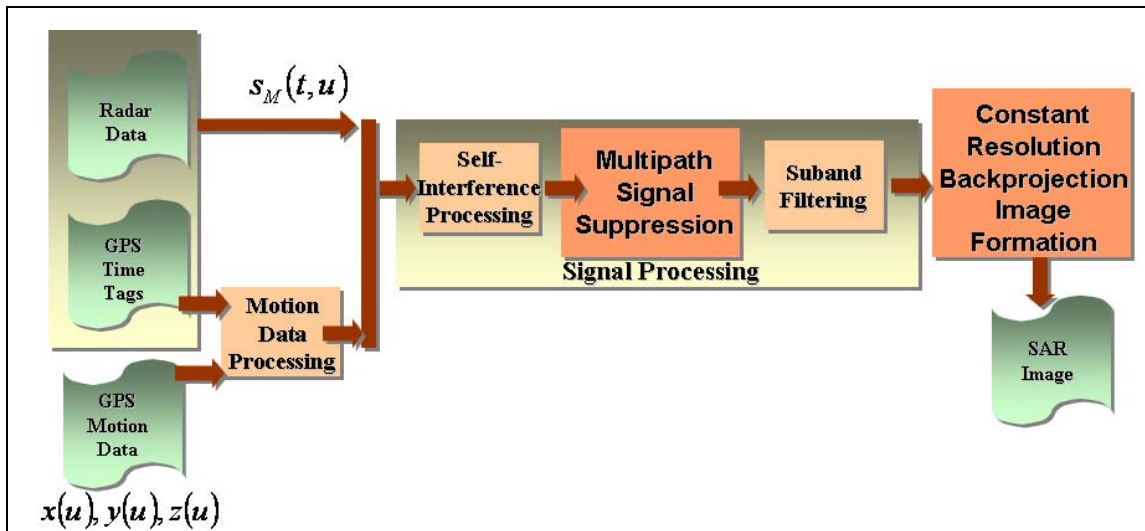 Radar
Data
s_M(t,u)
GPS
Time
Tags
Motion
Data
Processing
GPS
Motion
Data
x(u), y(u), z(u)
Self-
Interference
Processing
Multipath
Signal
Suppression
Suband
Filtering
Signal Processing
Constant
Resolution
Backprojection
Image
Formation
SAR
Image